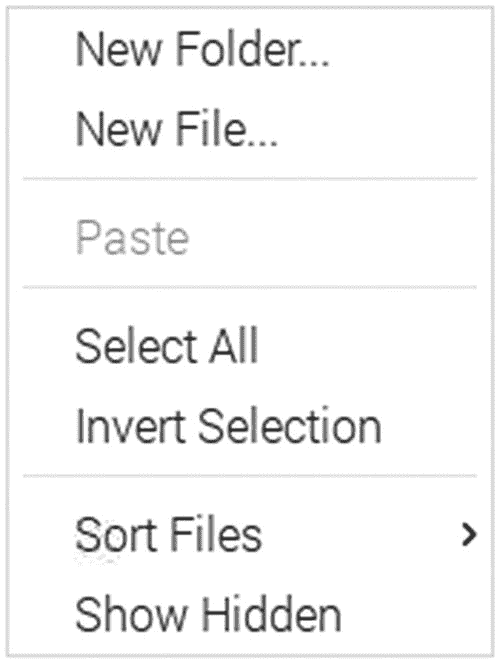 New Folder...
New File...
Paste
Select All
Invert Selection
Sort Files
Show Hidden